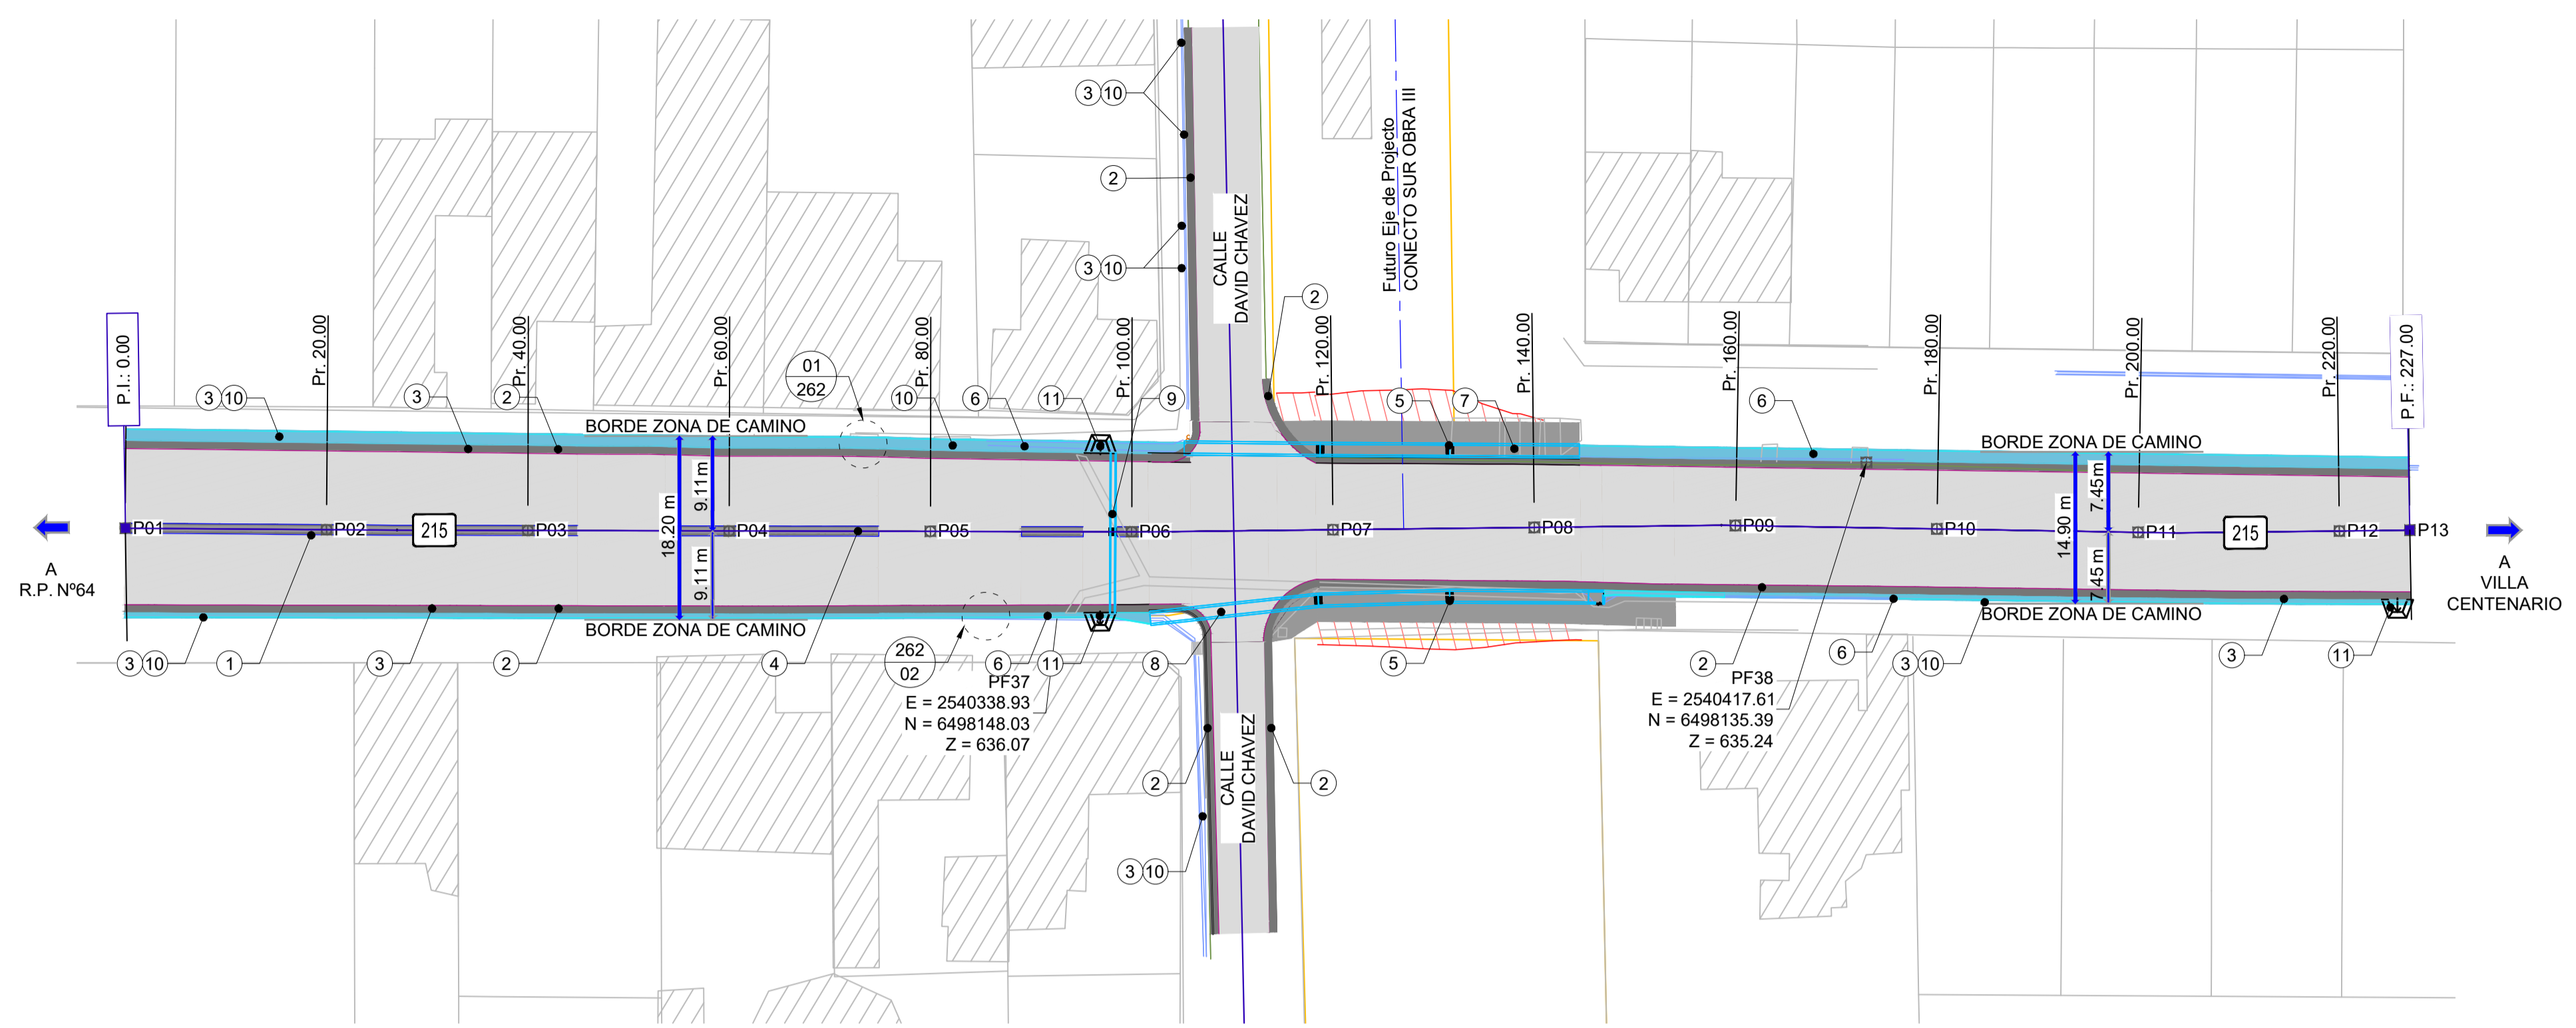 3 10
2
3 10
CALLE
DAVID CHAVEZ
Futuro Eje de Projecto
CONECTO SUR OBRA III
2
P.I.: 0.00
Pr. 20.00
Pr. 40.00
Pr. 60.00
Pr. 80.00
Pr. 100.00
Pr. 120.00
Pr. 140.00
Pr. 160.00
Pr. 180.00
Pr. 200.00
Pr. 220.00
P.F.: 227.00
01
262
3 10
3
2
10
6
11
9
5
7
6
BORDE ZONA DE CAMINO
BORDE ZONA DE CAMINO
18.20 m
9.11 m
9.11 m
14.90 m
7.45 m
7.45 m
P01
P02
215
P03
P04
P05
P06
P07
P08
P09
P10
P11
215
P12
P13
A
R.P. Nº64
A
VILLA
CENTENARIO
BORDE ZONA DE CAMINO
BORDE ZONA DE CAMINO
3 10
1
3
2
4
262
02
6
11
8
5
2
6
3 10
3
11
PF37
E = 2540338.93
N = 6498148.03
Z = 636.07
PF38
E = 2540417.61
N = 6498135.39
Z = 635.24
CALLE
DAVID CHAVEZ
2
2
3 10